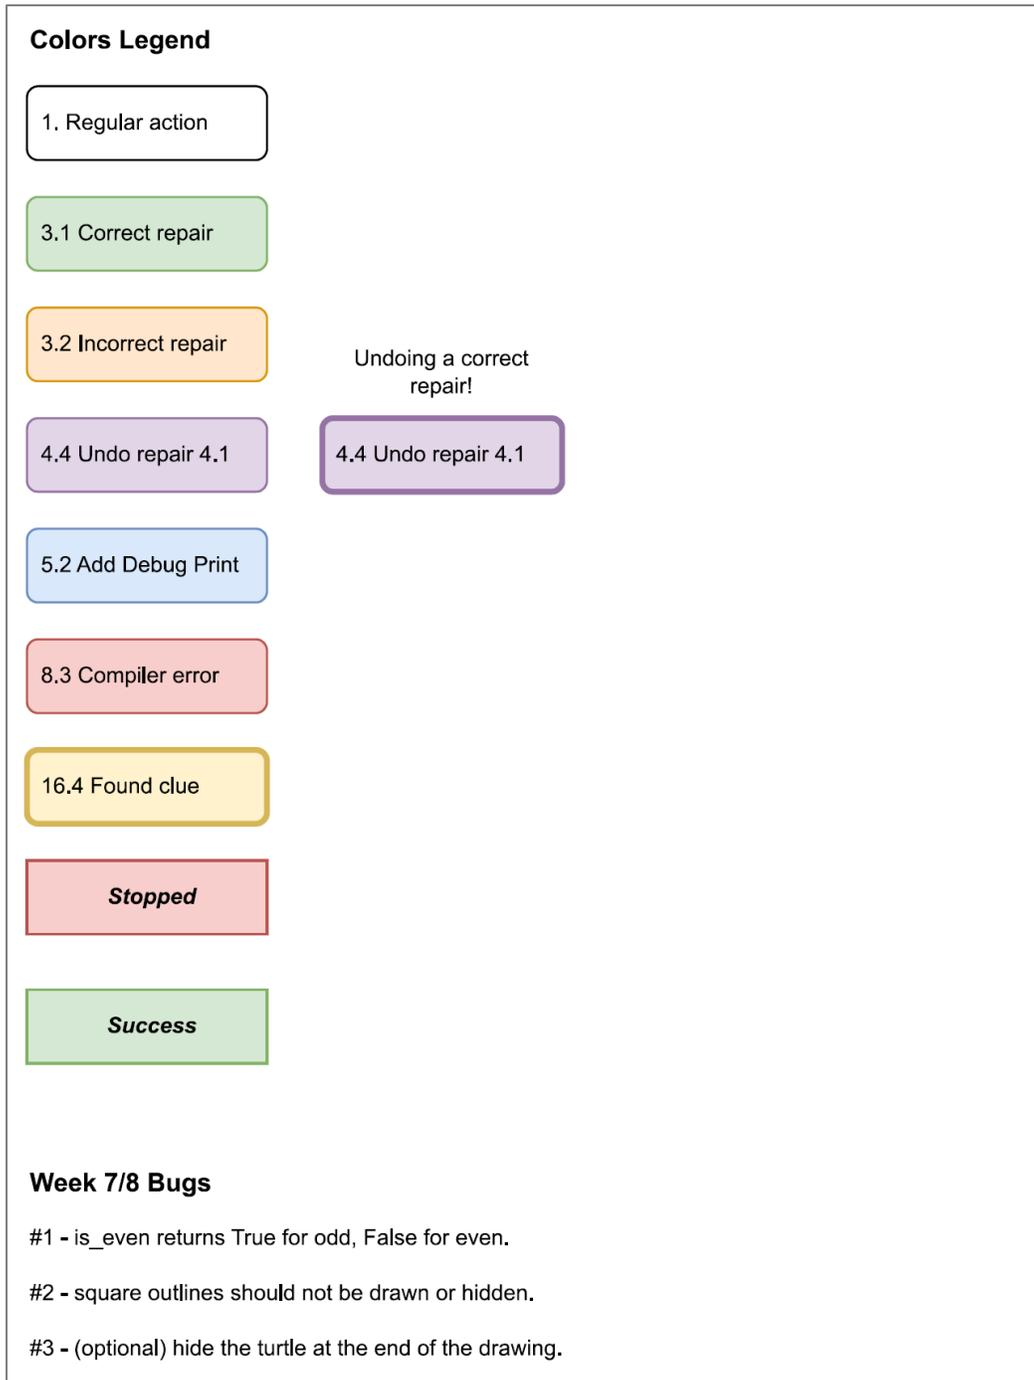 Colors Legend
1. Regular action
3.1 Correct repair
3.2 Incorrect repair
Undoing a correct
repair!
4.4 Undo repair 4.1
4.4 Undo repair 4.1
5.2 Add Debug Print
8.3 Compiler error
16.4 Found clue
Stopped
Success
Week 7/8 Bugs
#1 - is_even returns True for odd, False for even.
#2 - square outlines should not be drawn or hidden.
#3 - (optional) hide the turtle at the end of the drawing.